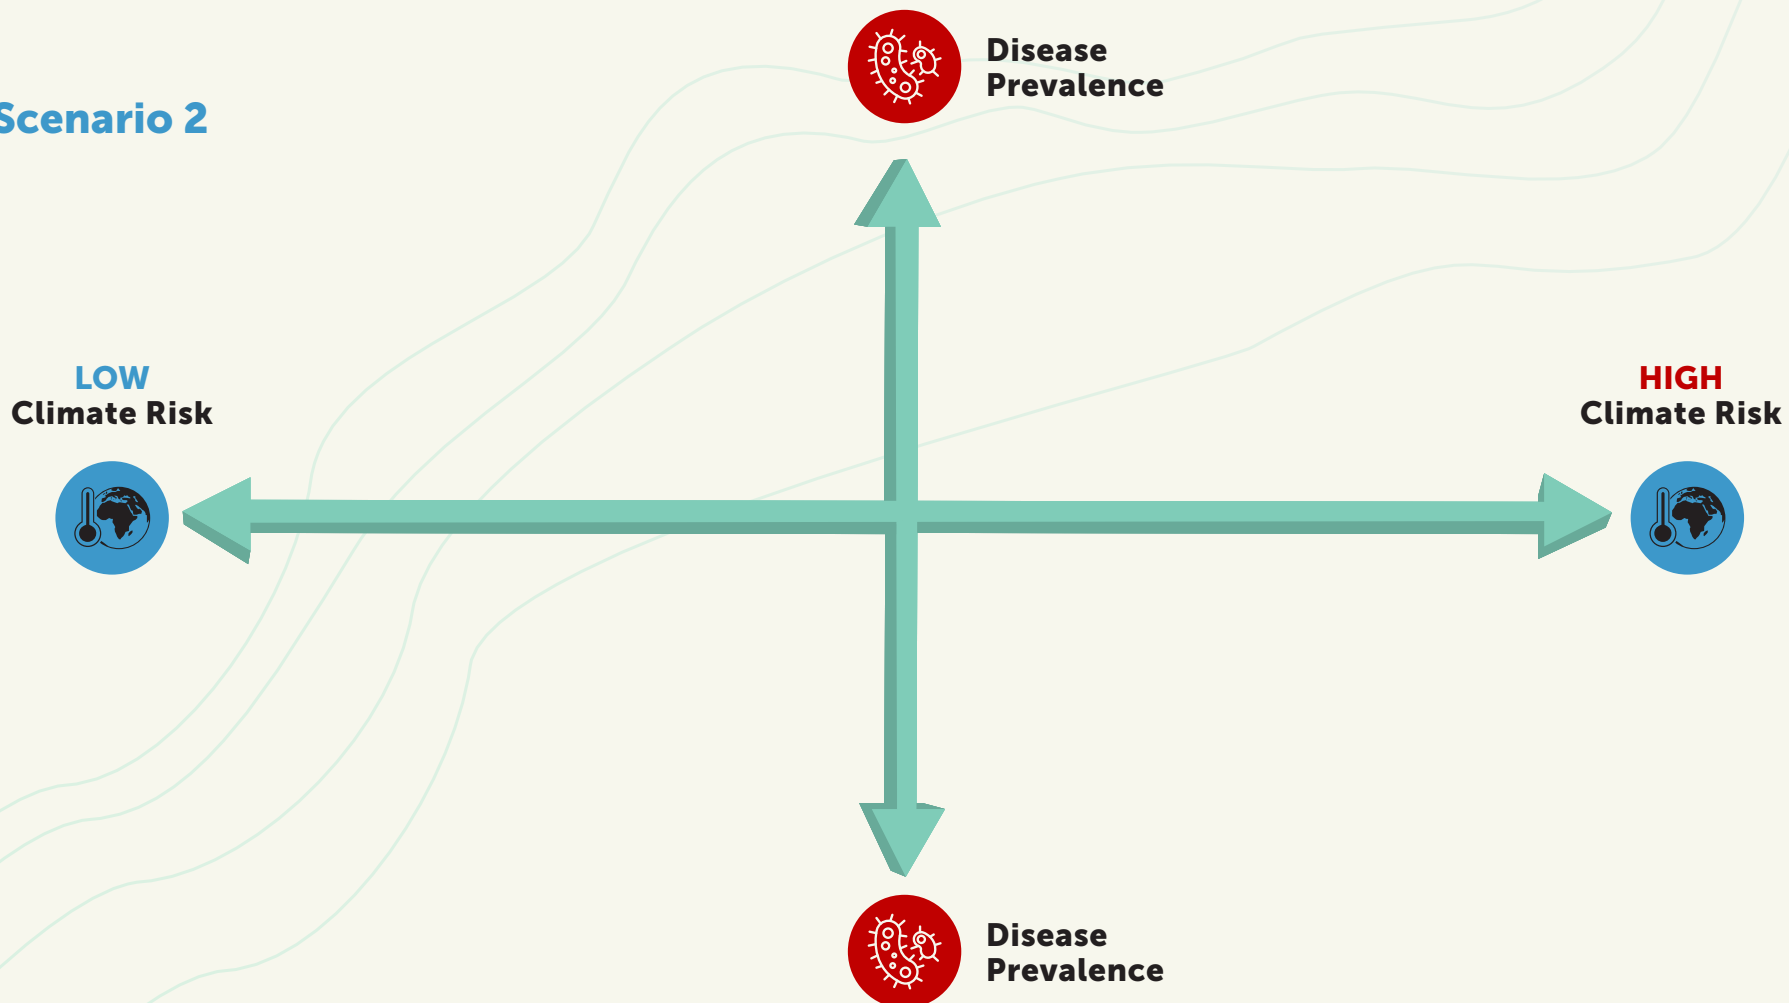 Disease
Prevalence
Scenario 2
LOW
Climate Risk
HIGH
Climate Risk
Disease
Prevalence